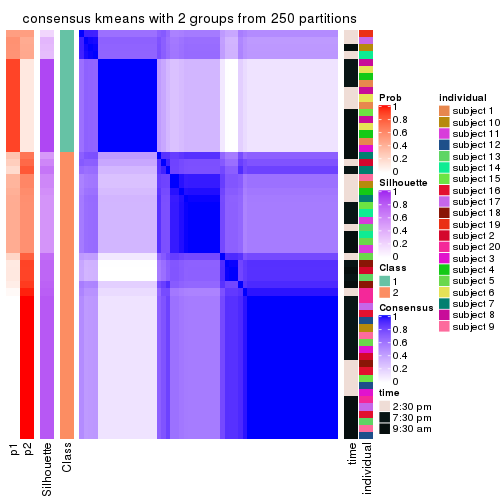 consensus kmeans with 2 groups from 250 partitions
Prob
1
0.8
0.6
0.4
0.2
0
Silhouette
1
0.8
0.6
0.4
0.2
0
Class
1
2
Consensus
1
0.8
0.6
0.4
0.2
0
time
2:30 pm
7:30 pm
9:30 am
individual
subject 1
subject 10
subject 11
subject 12
subject 13
subject 14
subject 15
subject 16
subject 17
subject 18
subject 19
subject 2
subject 20
subject 3
subject 4
subject 5
subject 6
subject 7
subject 8
subject 9
p1
p2
Silhouette
Class
time
individual